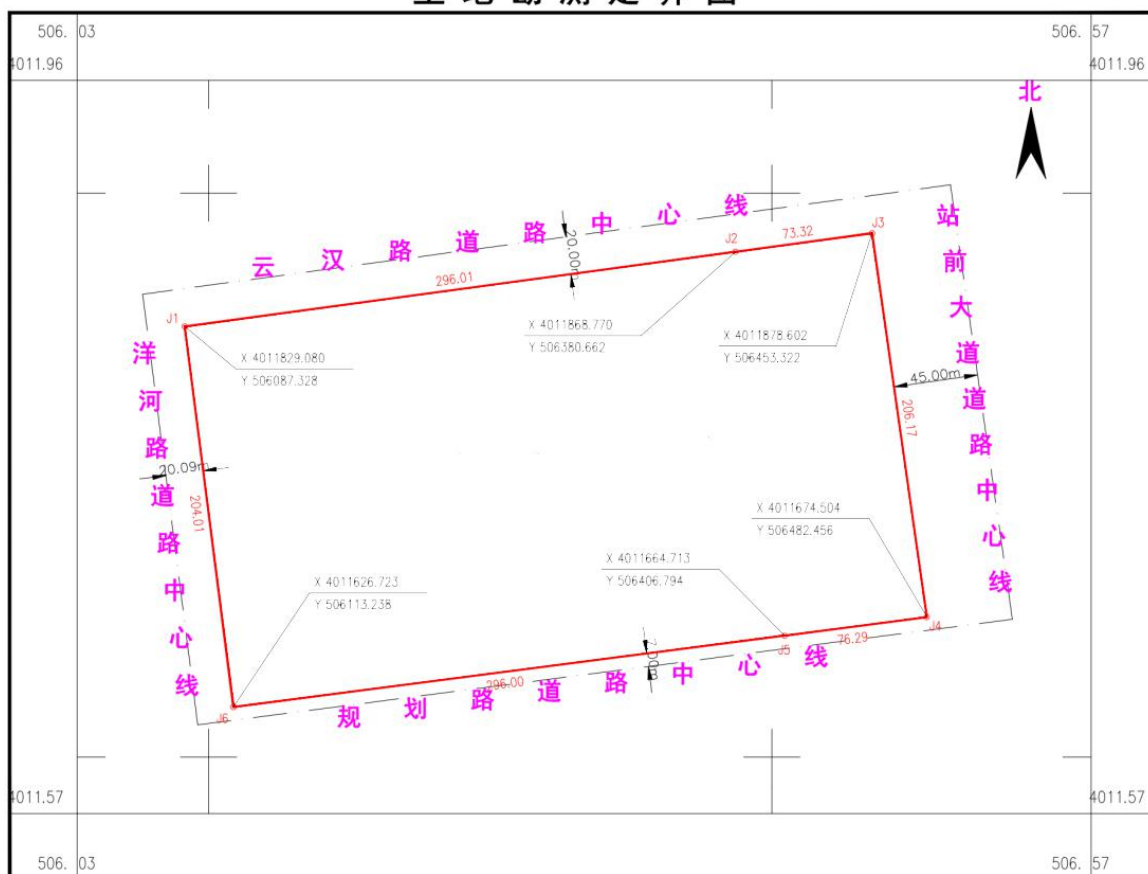 506. 03
506. 57
4011.96
4011.96
北
云汉路道路中心线
站前大道道路中心线
洋河路道路中心线
规划路道路中心线
J1
J2
J3
J4
J5
J6
296.01
73.32
206.17
76.29
296.00
204.01
20.00m
45.00m
20.09m
X 4011829.080
Y 506087.328
X 4011868.770
Y 506380.662
X 4011878.602
Y 506453.322
X 4011674.504
Y 506482.456
X 4011664.713
Y 506406.794
X 4011626.723
Y 506113.238
4011.57
4011.57
506. 03
506. 57